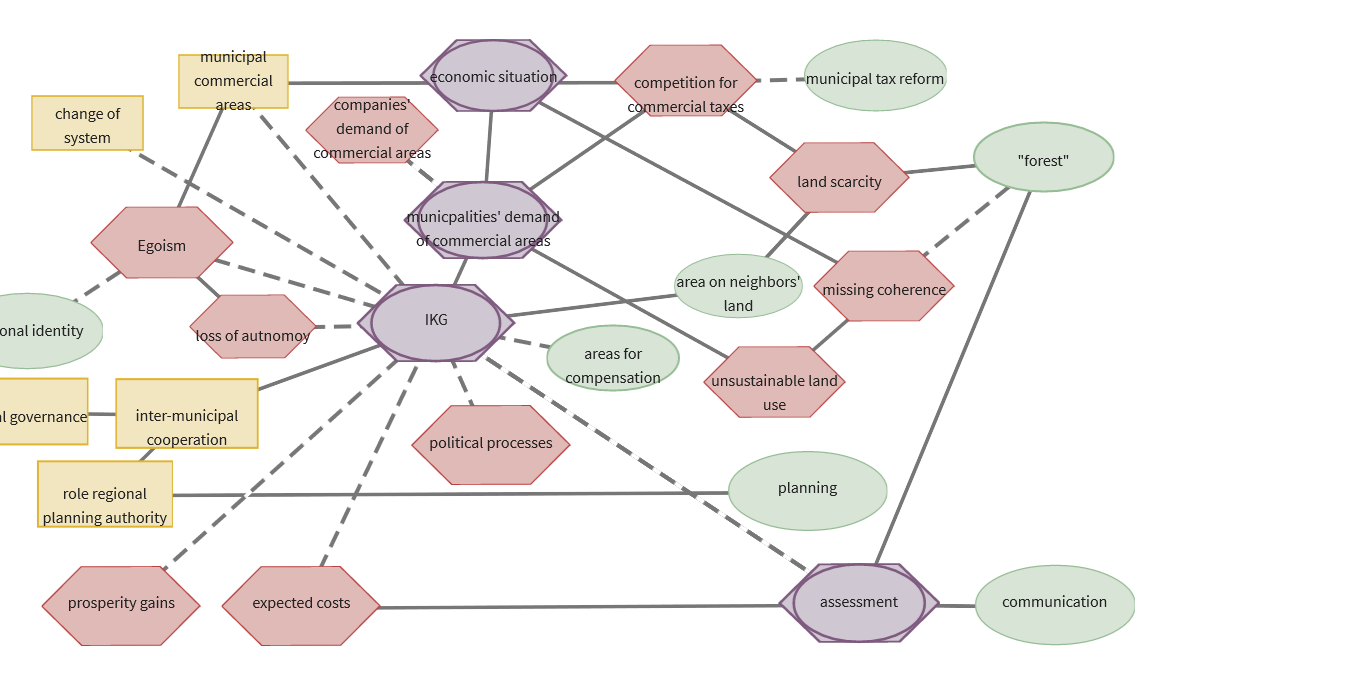 municipal
commercial
areas.
economic situation
competition for
commercial taxes
municipal tax reform
change of
system
companies'
demand of
commercial areas
"forest"
land scarcity
municpalities' demand
of commercial areas
Egoism
area on neighbors'
land
missing coherence
IKG
onal identity
loss of autnomoy
areas for
compensation
unsustainable land
use
al governance
inter-municipal
cooperation
political processes
role regional
planning authority
planning
prosperity gains
expected costs
assessment
communication